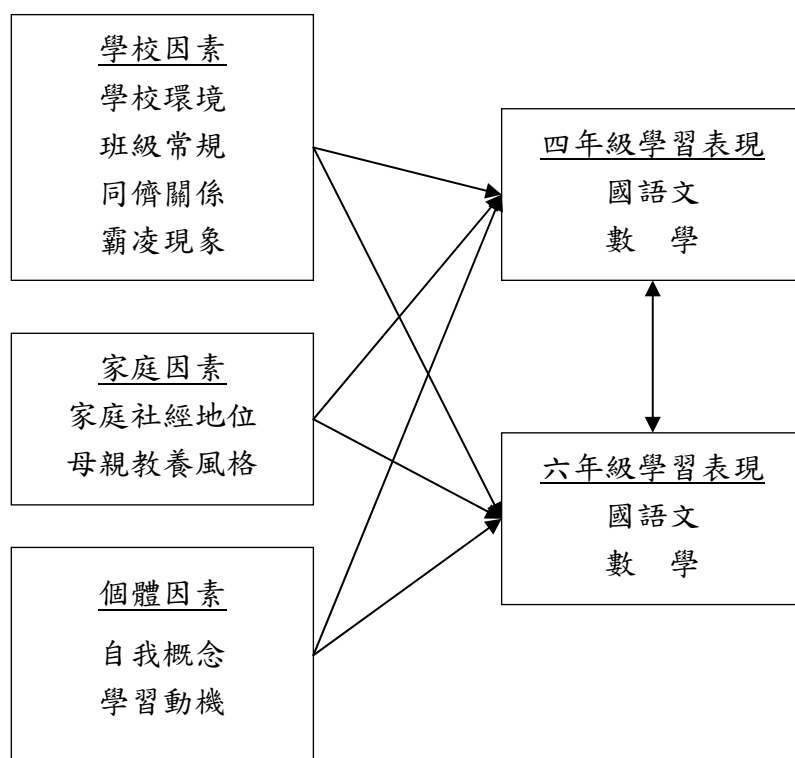 學校因素
學校環境
班級常規
同儕關係
霸凌現象
家庭因素
家庭社經地位
母親教養風格
個體因素
自我概念
學習動機
四年級學習表現
國語文
數　學
六年級學習表現
國語文
數　學